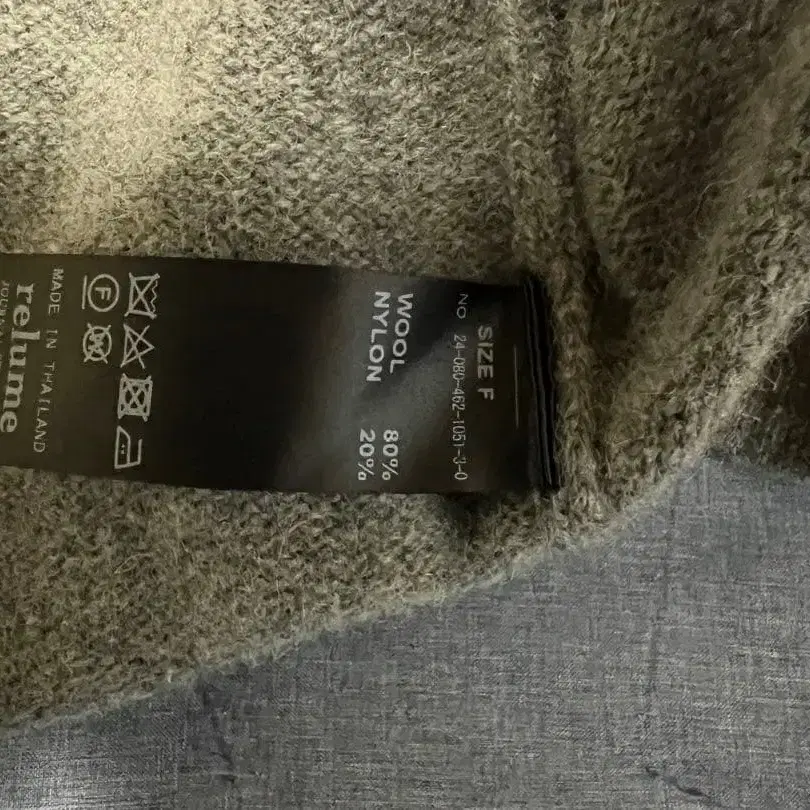 SIZE F
NO 24-080-462-1051-3-0
WOOL 80%
NYLON 20%
F
MADE IN THAILAND
relume